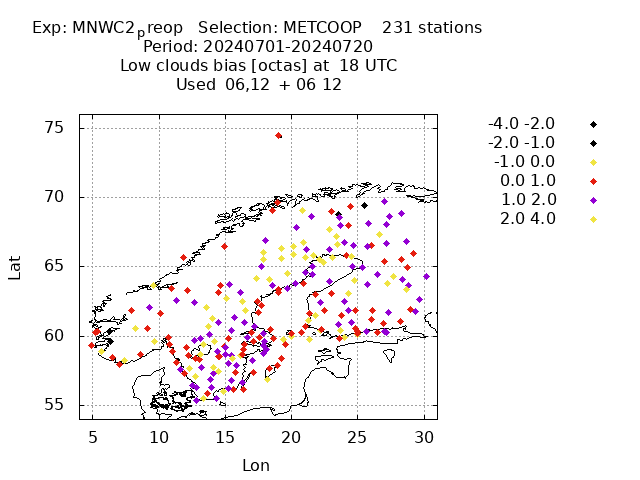 Exp: MNWC2preop   Selection: METCOOP    231 stations
Period: 20240701-20240720
Low clouds bias [octas] at  18 UTC
Used  06,12  + 06 12
75
70
65
60
55
5 10 15 20 25 30
Lat
Lon
-4.0 -2.0
-2.0 -1.0
-1.0 0.0
0.0 1.0
1.0 2.0
2.0 4.0